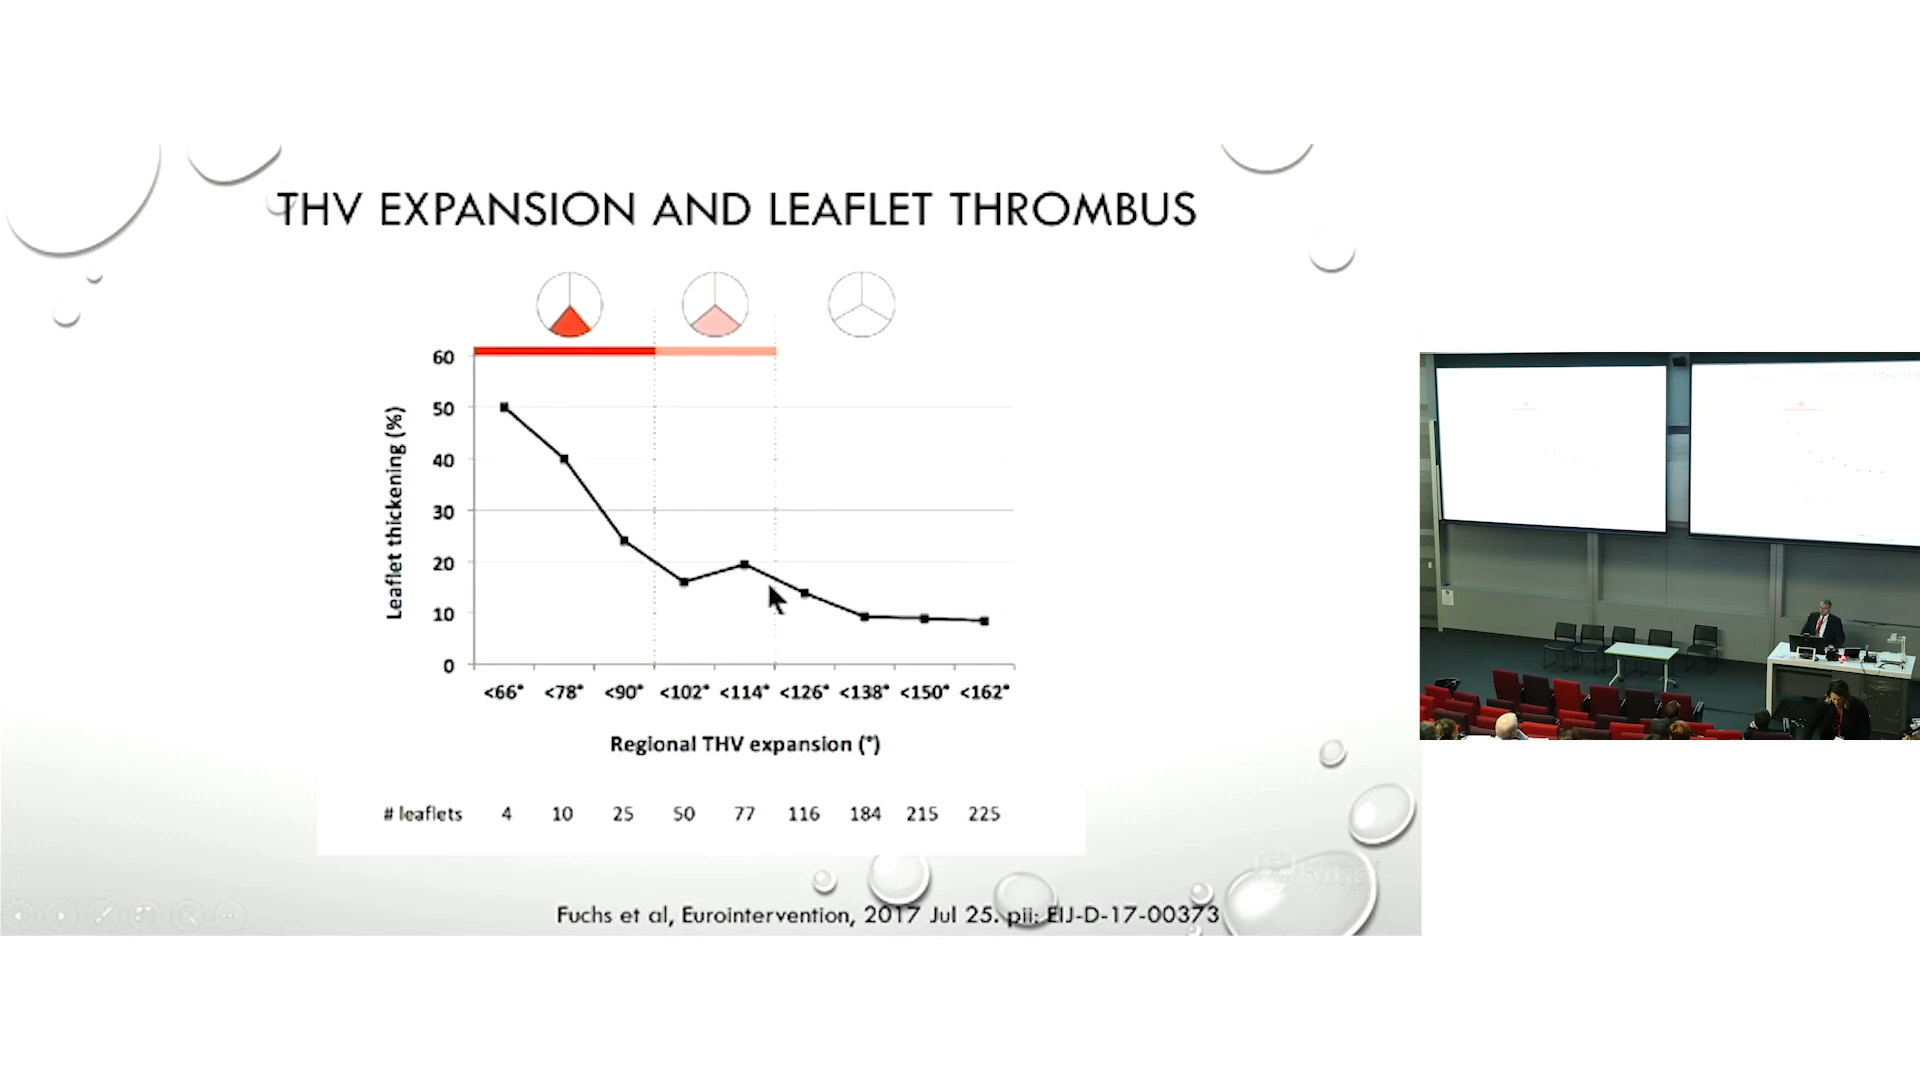 THV EXPANSION AND LEAFLET THROMBUS
60
50
40
30
20
10
0
Leaflet thickening (%)
<66° <78° <90° <102° <114° <126° <138° <150° <162°
Regional THV expansion (°)
# leaflets 4 10 25 50 77 116 184 215 225
Fuchs et al, Eurointervention, 2017 Jul 25. pii: EIJ-D-17-00373